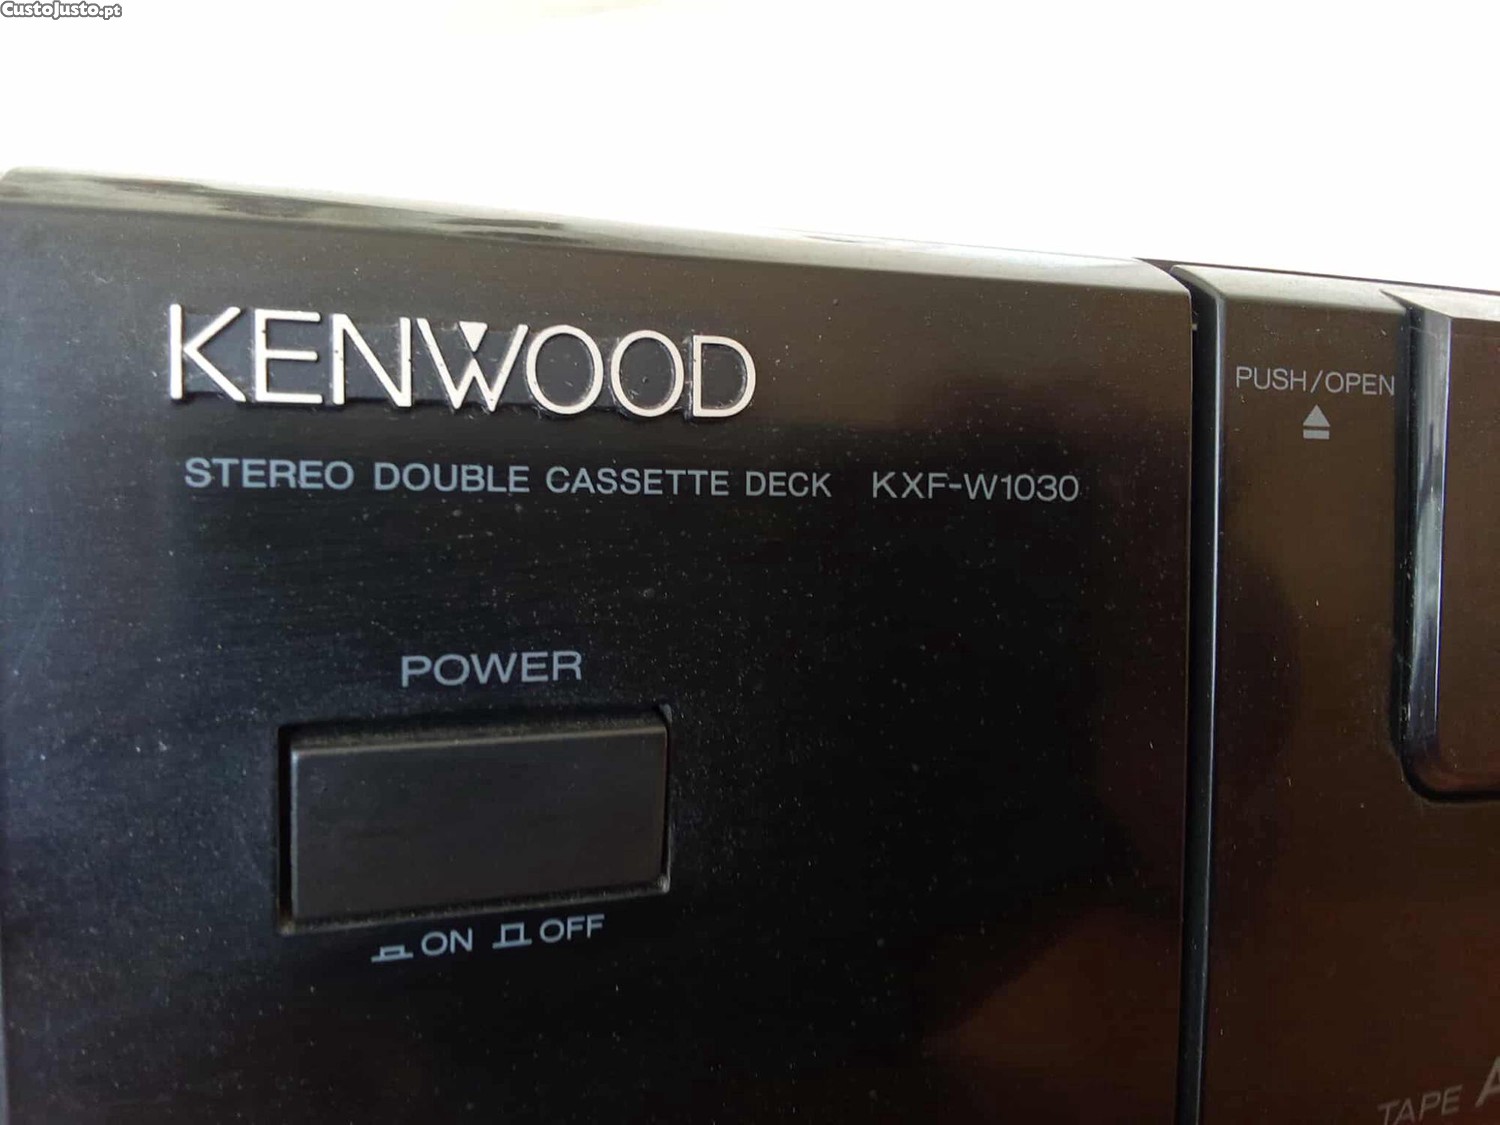 CustoJusto.pt
KENWOOD
STEREO DOUBLE CASSETTE DECK KXF-W1030
PUSH/OPEN
POWER
ON OFF
TAPE A